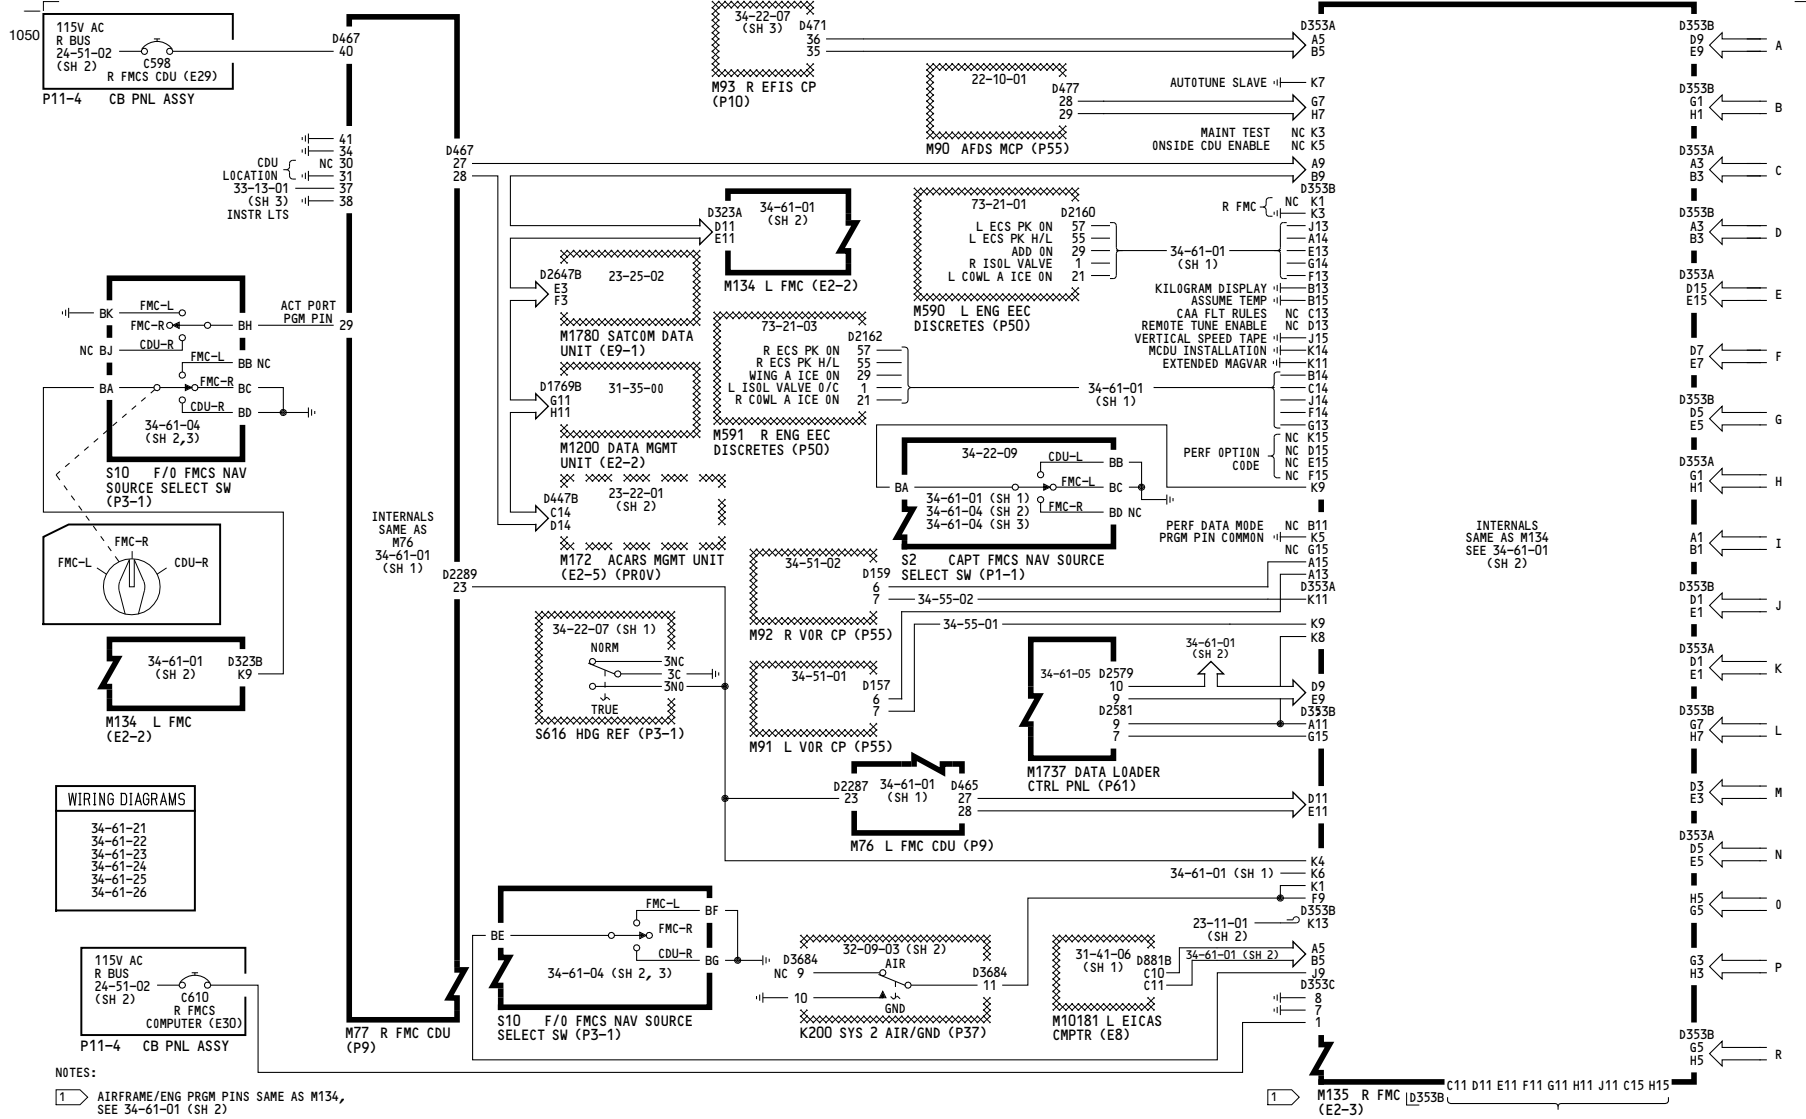 1050
115V AC
R BUS
24-51-02
(SH 2)
C598
R FMCS CDU (E29)
P11-4 CB PNL ASSY
D467
40
41
34
NC 30
31
37
38
CDU
LOCATION
33-13-01
(SH 3)
INSTR LTS
ACT PORT
PGM PIN
29
BK
FMC-L
FMC-R
BH
NC BJ
CDU-R
FMC-L
BB NC
BA
FMC-R
BC
CDU-R
BD
34-61-04
(SH 2,3)
S10 F/O FMCS NAV
SOURCE SELECT SW
(P3-1)
FMC-R
FMC-L
CDU-R
34-61-01
(SH 2)
D323B
K9
M134 L FMC
(E2-2)
WIRING DIAGRAMS
34-61-21
34-61-22
34-61-23
34-61-24
34-61-25
34-61-26
115V AC
R BUS
24-51-02
(SH 2)
C610
R FMCS
COMPUTER (E30)
P11-4 CB PNL ASSY
NOTES:
1 AIRFRAME/ENG PRGM PINS SAME AS M134,
SEE 34-61-01 (SH 2)
INTERNALS
SAME AS
M76
34-61-01
(SH 1)
D467
27
28
D2289
23
M77 R FMC CDU
(P9)
34-22-07
(SH 3)
D471
36
35
M93 R EFIS CP
(P10)
22-10-01
D477
28
29
M90 AFDS MCP (P55)
D323A
D11
E11
34-61-01
(SH 2)
M134 L FMC (E2-2)
D2647B
E3
F3
23-25-02
M1780 SATCOM DATA
UNIT (E9-1)
D1769B
G11
H11
31-35-00
M1200 DATA MGMT
UNIT (E2-2)
D447B
C14
D14
23-22-01
(SH 2)
M172 ACARS MGMT UNIT
(E2-5) (PROV)
73-21-01
D2160
L ECS PK ON 57
L ECS PK H/L 55
ADD ON 29
R ISOL VALVE 1
L COWL A ICE ON 21
M590 L ENG EEC
DISCRETES (P50)
34-61-01
(SH 1)
73-21-03
D2162
R ECS PK ON 57
R ECS PK H/L 55
WING A ICE ON 29
L ISOL VALVE O/C 1
R COWL A ICE ON 21
M591 R ENG EEC
DISCRETES (P50)
34-61-01
(SH 1)
34-22-09
CDU-L
BB
BA
FMC-L
BC
34-61-01 (SH 1)
34-61-04 (SH 2)
34-61-04 (SH 3)
FMC-R
BD NC
S2 CAPT FMCS NAV SOURCE
SELECT SW (P1-1)
34-51-02
D159
6
7
34-55-02
M92 R VOR CP (P55)
34-51-01
D157
6
7
34-55-01
M91 L VOR CP (P55)
34-22-07 (SH 1)
NORM
3NC
3C
3NO
TRUE
S616 HDG REF (P3-1)
34-61-05
D2579
10
9
D2581
9
7
34-61-01
(SH 2)
M1737 DATA LOADER
CTRL PNL (P61)
D2287
23
34-61-01
(SH 1)
D465
27
28
M76 L FMC CDU (P9)
FMC-L
BF
BE
FMC-R
CDU-R
BG
34-61-04 (SH 2, 3)
S10 F/O FMCS NAV SOURCE
SELECT SW (P3-1)
32-09-03 (SH 2)
D3684
NC 9
AIR
D3684
11
10
GND
K200 SYS 2 AIR/GND (P37)
31-41-06
(SH 1)
D881B
C10
C11
34-61-01 (SH 2)
M10181 L EICAS
CMPTR (E8)
D353A
A5
B5
AUTOTUNE SLAVE K7
G7
H7
MAINT TEST NC K3
ONSIDE CDU ENABLE NC K5
A9
B9
D353B
R FMC NC K1
K3
J13
A14
E13
G14
F13
KILOGRAM DISPLAY B13
ASSUME TEMP B15
CAA FLT RULES NC C13
REMOTE TUNE ENABLE NC D13
VERTICAL SPEED TAPE J15
MCDU INSTALLATION K14
EXTENDED MAGVAR K11
B14
C14
J14
F14
G13
PERF OPTION
CODE
NC K15
NC D15
NC E15
NC F15
K9
PERF DATA MODE NC B11
PRGM PIN COMMON K5
NC G15
A15
A13
D353A
K11
K9
K8
D9
E9
D353B
A11
G15
D11
E11
K4
34-61-01 (SH 1) K6
K1
F9
D353B
23-11-01
(SH 2)
K13
A5
B5
J9
D353C
8
7
1
INTERNALS
SAME AS M134
SEE 34-61-01
(SH 2)
1 M135 R FMC
(E2-3)
D353B C11 D11 E11 F11 G11 H11 J11 C15 H15
D353B
D9
E9
A
D353B
G1
H1
B
D353A
A3
B3
C
D353B
A3
B3
D
D353A
D15
E15
E
D7
E7
F
D353B
D5
E5
G
D353A
G1
H1
H
A1
B1
I
D353B
D1
E1
J
D353A
D1
E1
K
D353B
G7
H7
L
D3
E3
M
D353A
D5
E5
N
H5
G5
O
G3
H3
P
D353B
G5
H5
R